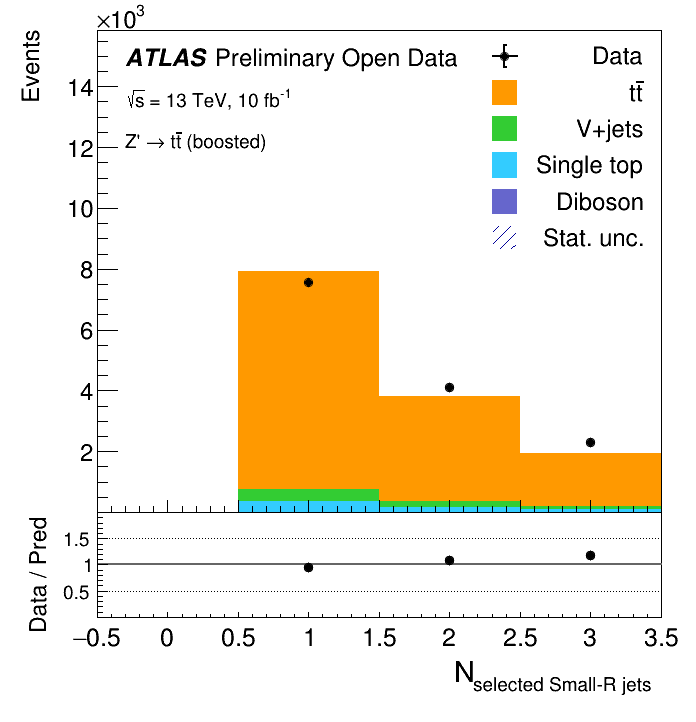 ×10³
Events
ATLAS Preliminary Open Data
√s = 13 TeV, 10 fb⁻¹
Z' → tt̄ (boosted)
Data
tt̄
V+jets
Single top
Diboson
Stat. unc.
14
12
10
8
6
4
2
Data / Pred
1.5
1
0.5
−0.5 0 0.5 1 1.5 2 2.5 3 3.5
N selected Small-R jets